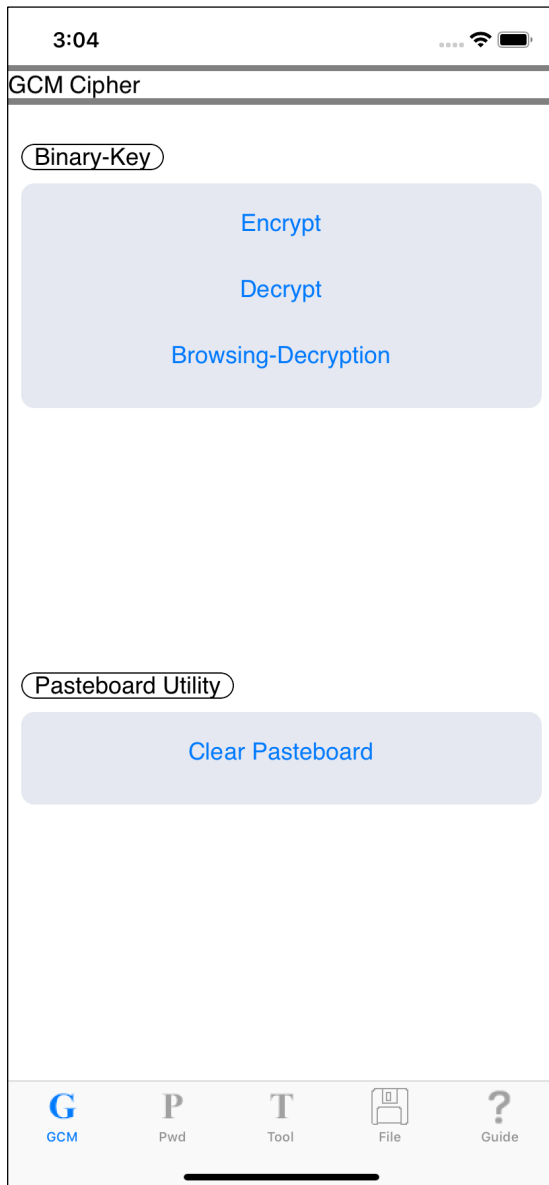 3:04
GCM Cipher
Binary-Key
Encrypt
Decrypt
Browsing-Decryption
Pasteboard Utility
Clear Pasteboard
G P T ?
GCM Pwd Tool File Guide